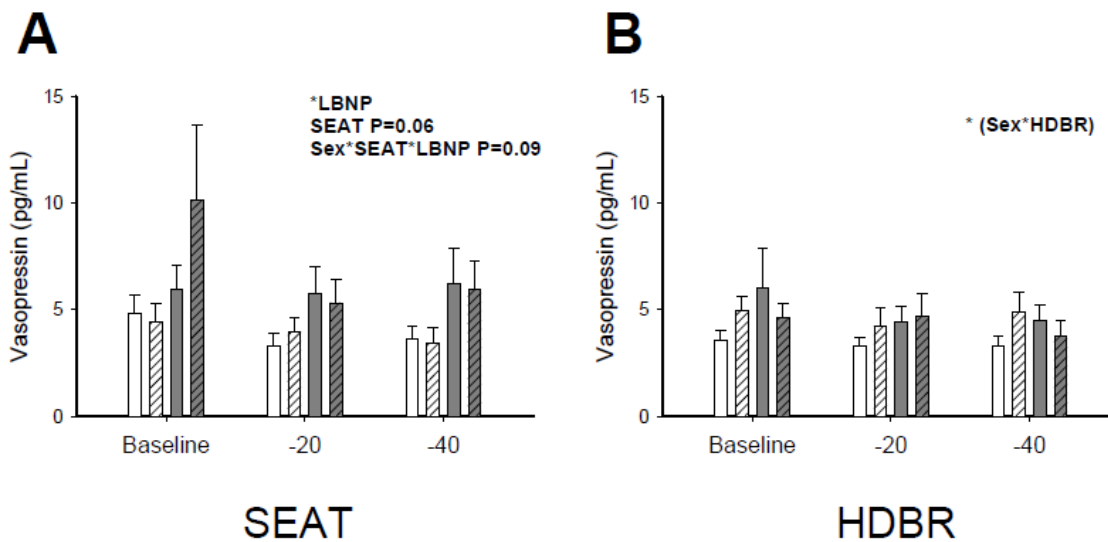 A
Vasopressin (pg/mL)
15
10
5
0
*LBNP
SEAT P=0.06
Sex*SEAT*LBNP P=0.09
Baseline
-20
-40
SEAT
B
Vasopressin (pg/mL)
15
10
5
0
* (Sex*HDBR)
Baseline
-20
-40
HDBR